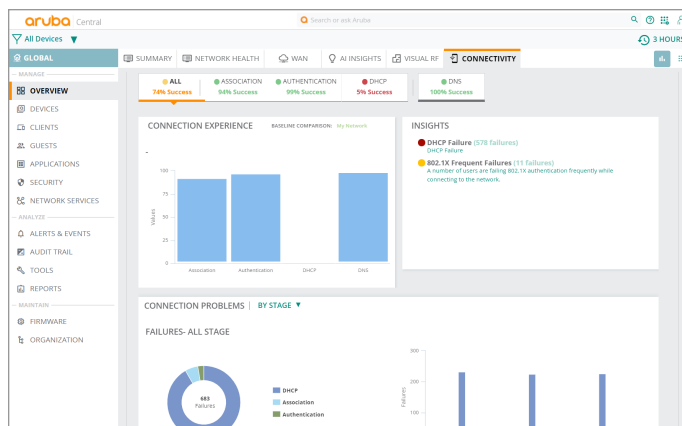 aruba Central
Search or ask Aruba
All Devices ▼
3 HOURS
GLOBAL
SUMMARY
NETWORK HEALTH
WAN
AI INSIGHTS
VISUAL RF
CONNECTIVITY
MANAGE
OVERVIEW
DEVICES
CLIENTS
GUESTS
APPLICATIONS
SECURITY
NETWORK SERVICES
ANALYZE
ALERTS & EVENTS
AUDIT TRAIL
TOOLS
REPORTS
MAINTAIN
FIRMWARE
ORGANIZATION
ALL
74% Success
ASSOCIATION
94% Success
AUTHENTICATION
99% Success
DHCP
5% Success
DNS
100% Success
CONNECTION EXPERIENCE
BASELINE COMPARISON: My Network
-
Values
100
75
50
25
0
Association
Authentication
DHCP
DNS
INSIGHTS
DHCP Failure (578 failures)
DHCP Failure
802.1X Frequent Failures (11 failures)
A number of users are failing 802.1X authentication frequently while
connecting to the network.
CONNECTION PROBLEMS | BY STAGE ▼
FAILURES- ALL STAGE
683
Failures
DHCP
Association
Authentication
Failures
300
200
100